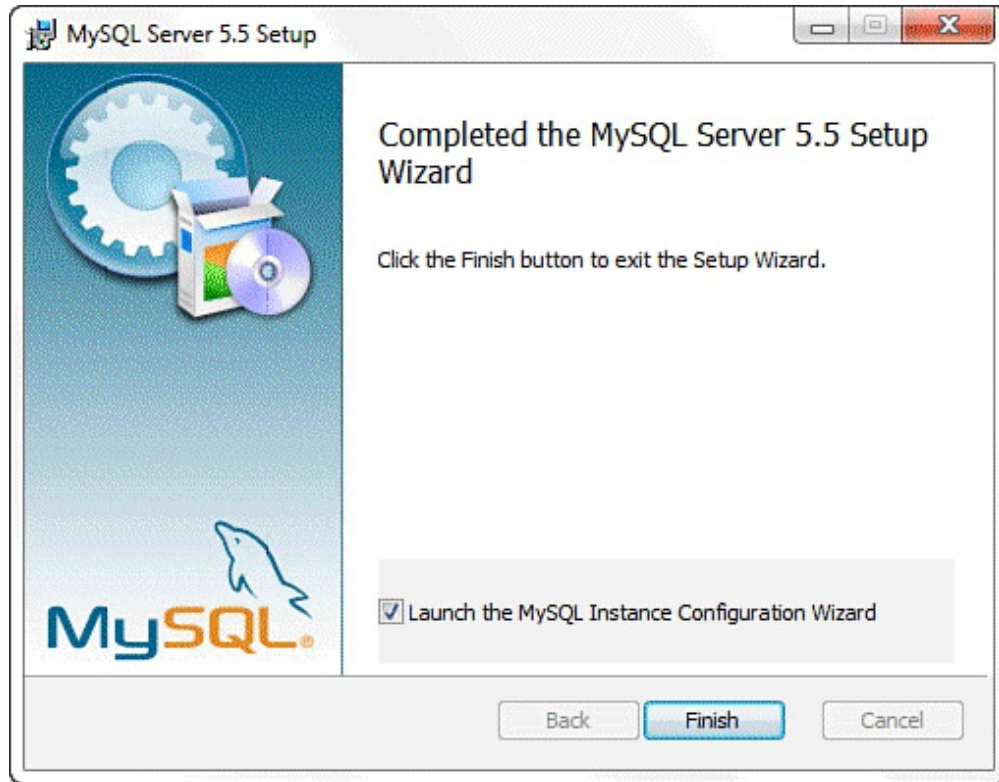 MySQL Server 5.5 Setup
Completed the MySQL Server 5.5 Setup
Wizard
Click the Finish button to exit the Setup Wizard.
MySQL®
Launch the MySQL Instance Configuration Wizard
Back
Finish
Cancel